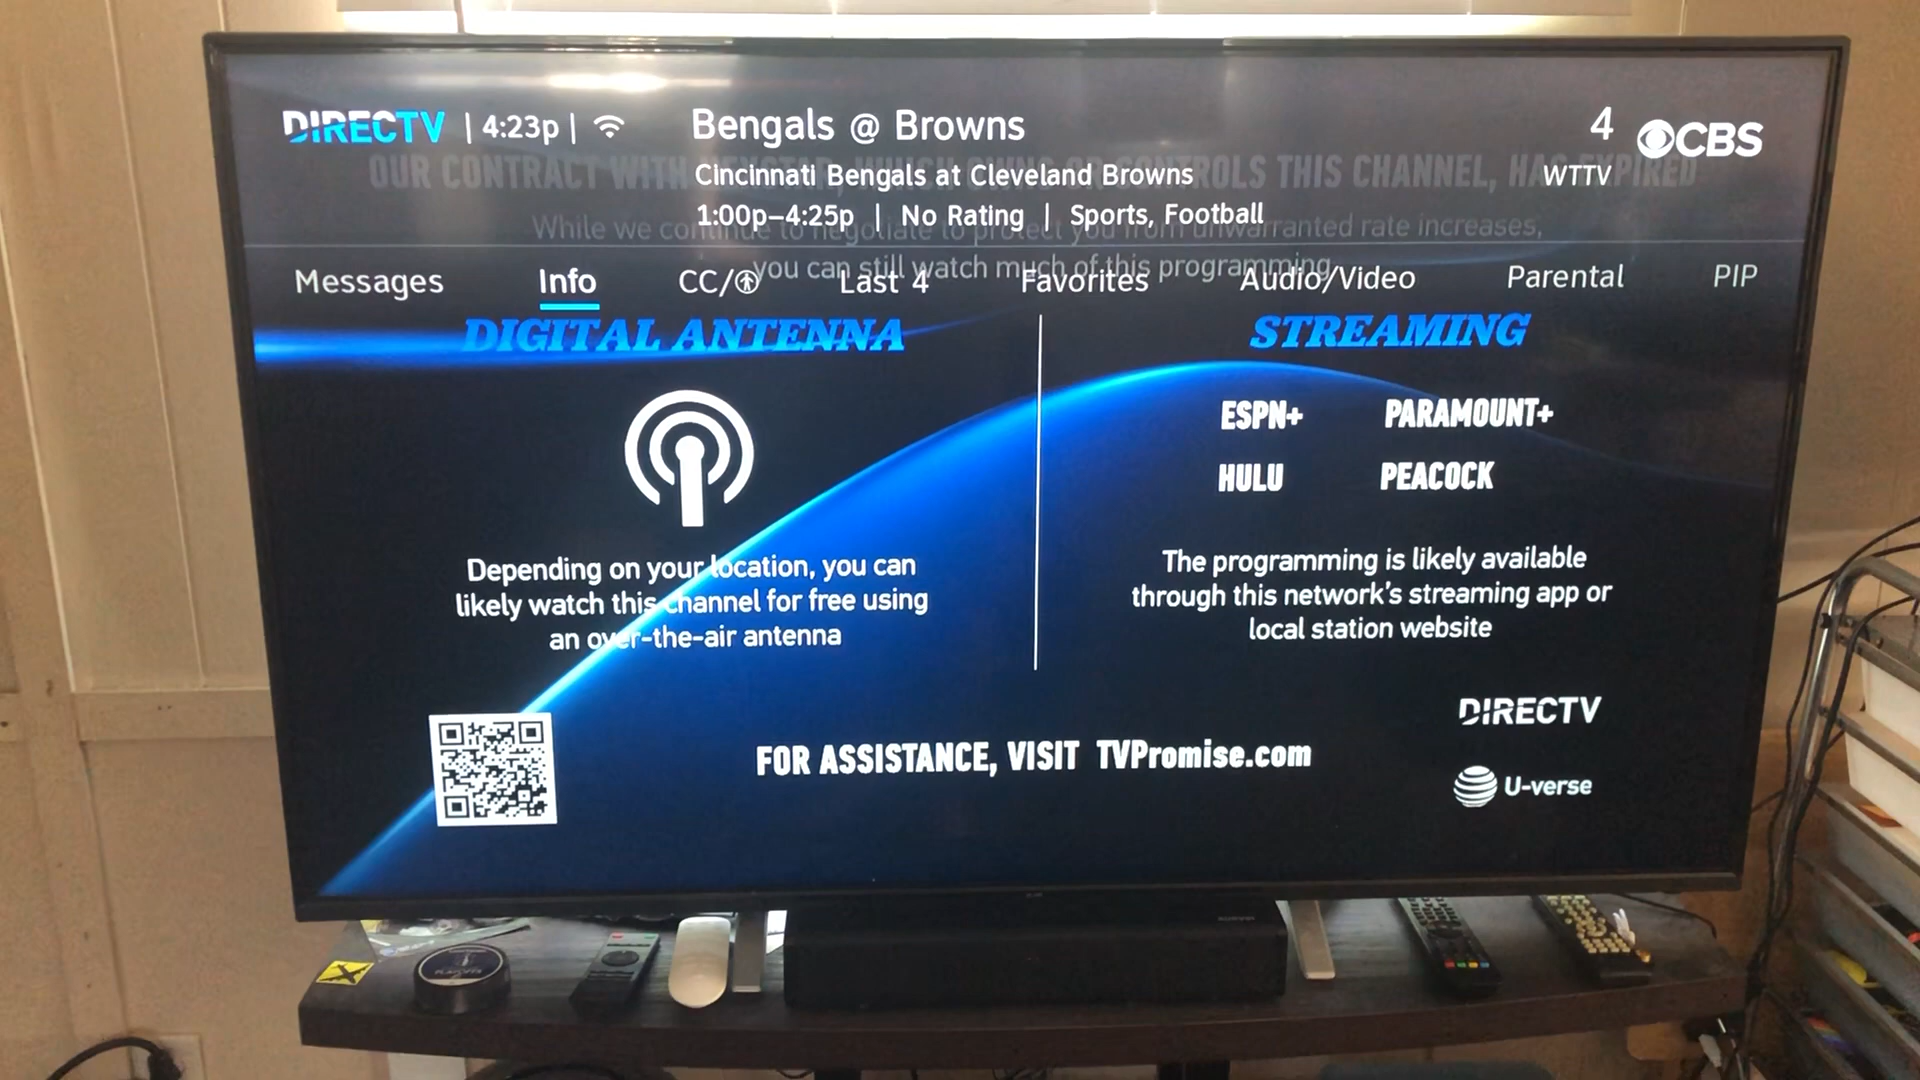 DIRECTV | 4:23p |
Bengals @ Browns
4 CBS
OUR CONTRACT WITH WHICH OWNS OR CONTROLS THIS CHANNEL, HAS EXPIRED
Cincinnati Bengals at Cleveland Browns
WTTV
1:00p–4:25p | No Rating | Sports, Football
While we continue to negotiate to protect you from unwarranted rate increases,
you can still watch much of this programming
Messages Info CC/ Last 4 Favorites Audio/Video Parental PIP
DIGITAL ANTENNA
Depending on your location, you can
likely watch this channel for free using
an over-the-air antenna
STREAMING
ESPN+ PARAMOUNT+
HULU PEACOCK
The programming is likely available
through this network's streaming app or
local station website
FOR ASSISTANCE, VISIT TVPromise.com
DIRECTV
U-verse